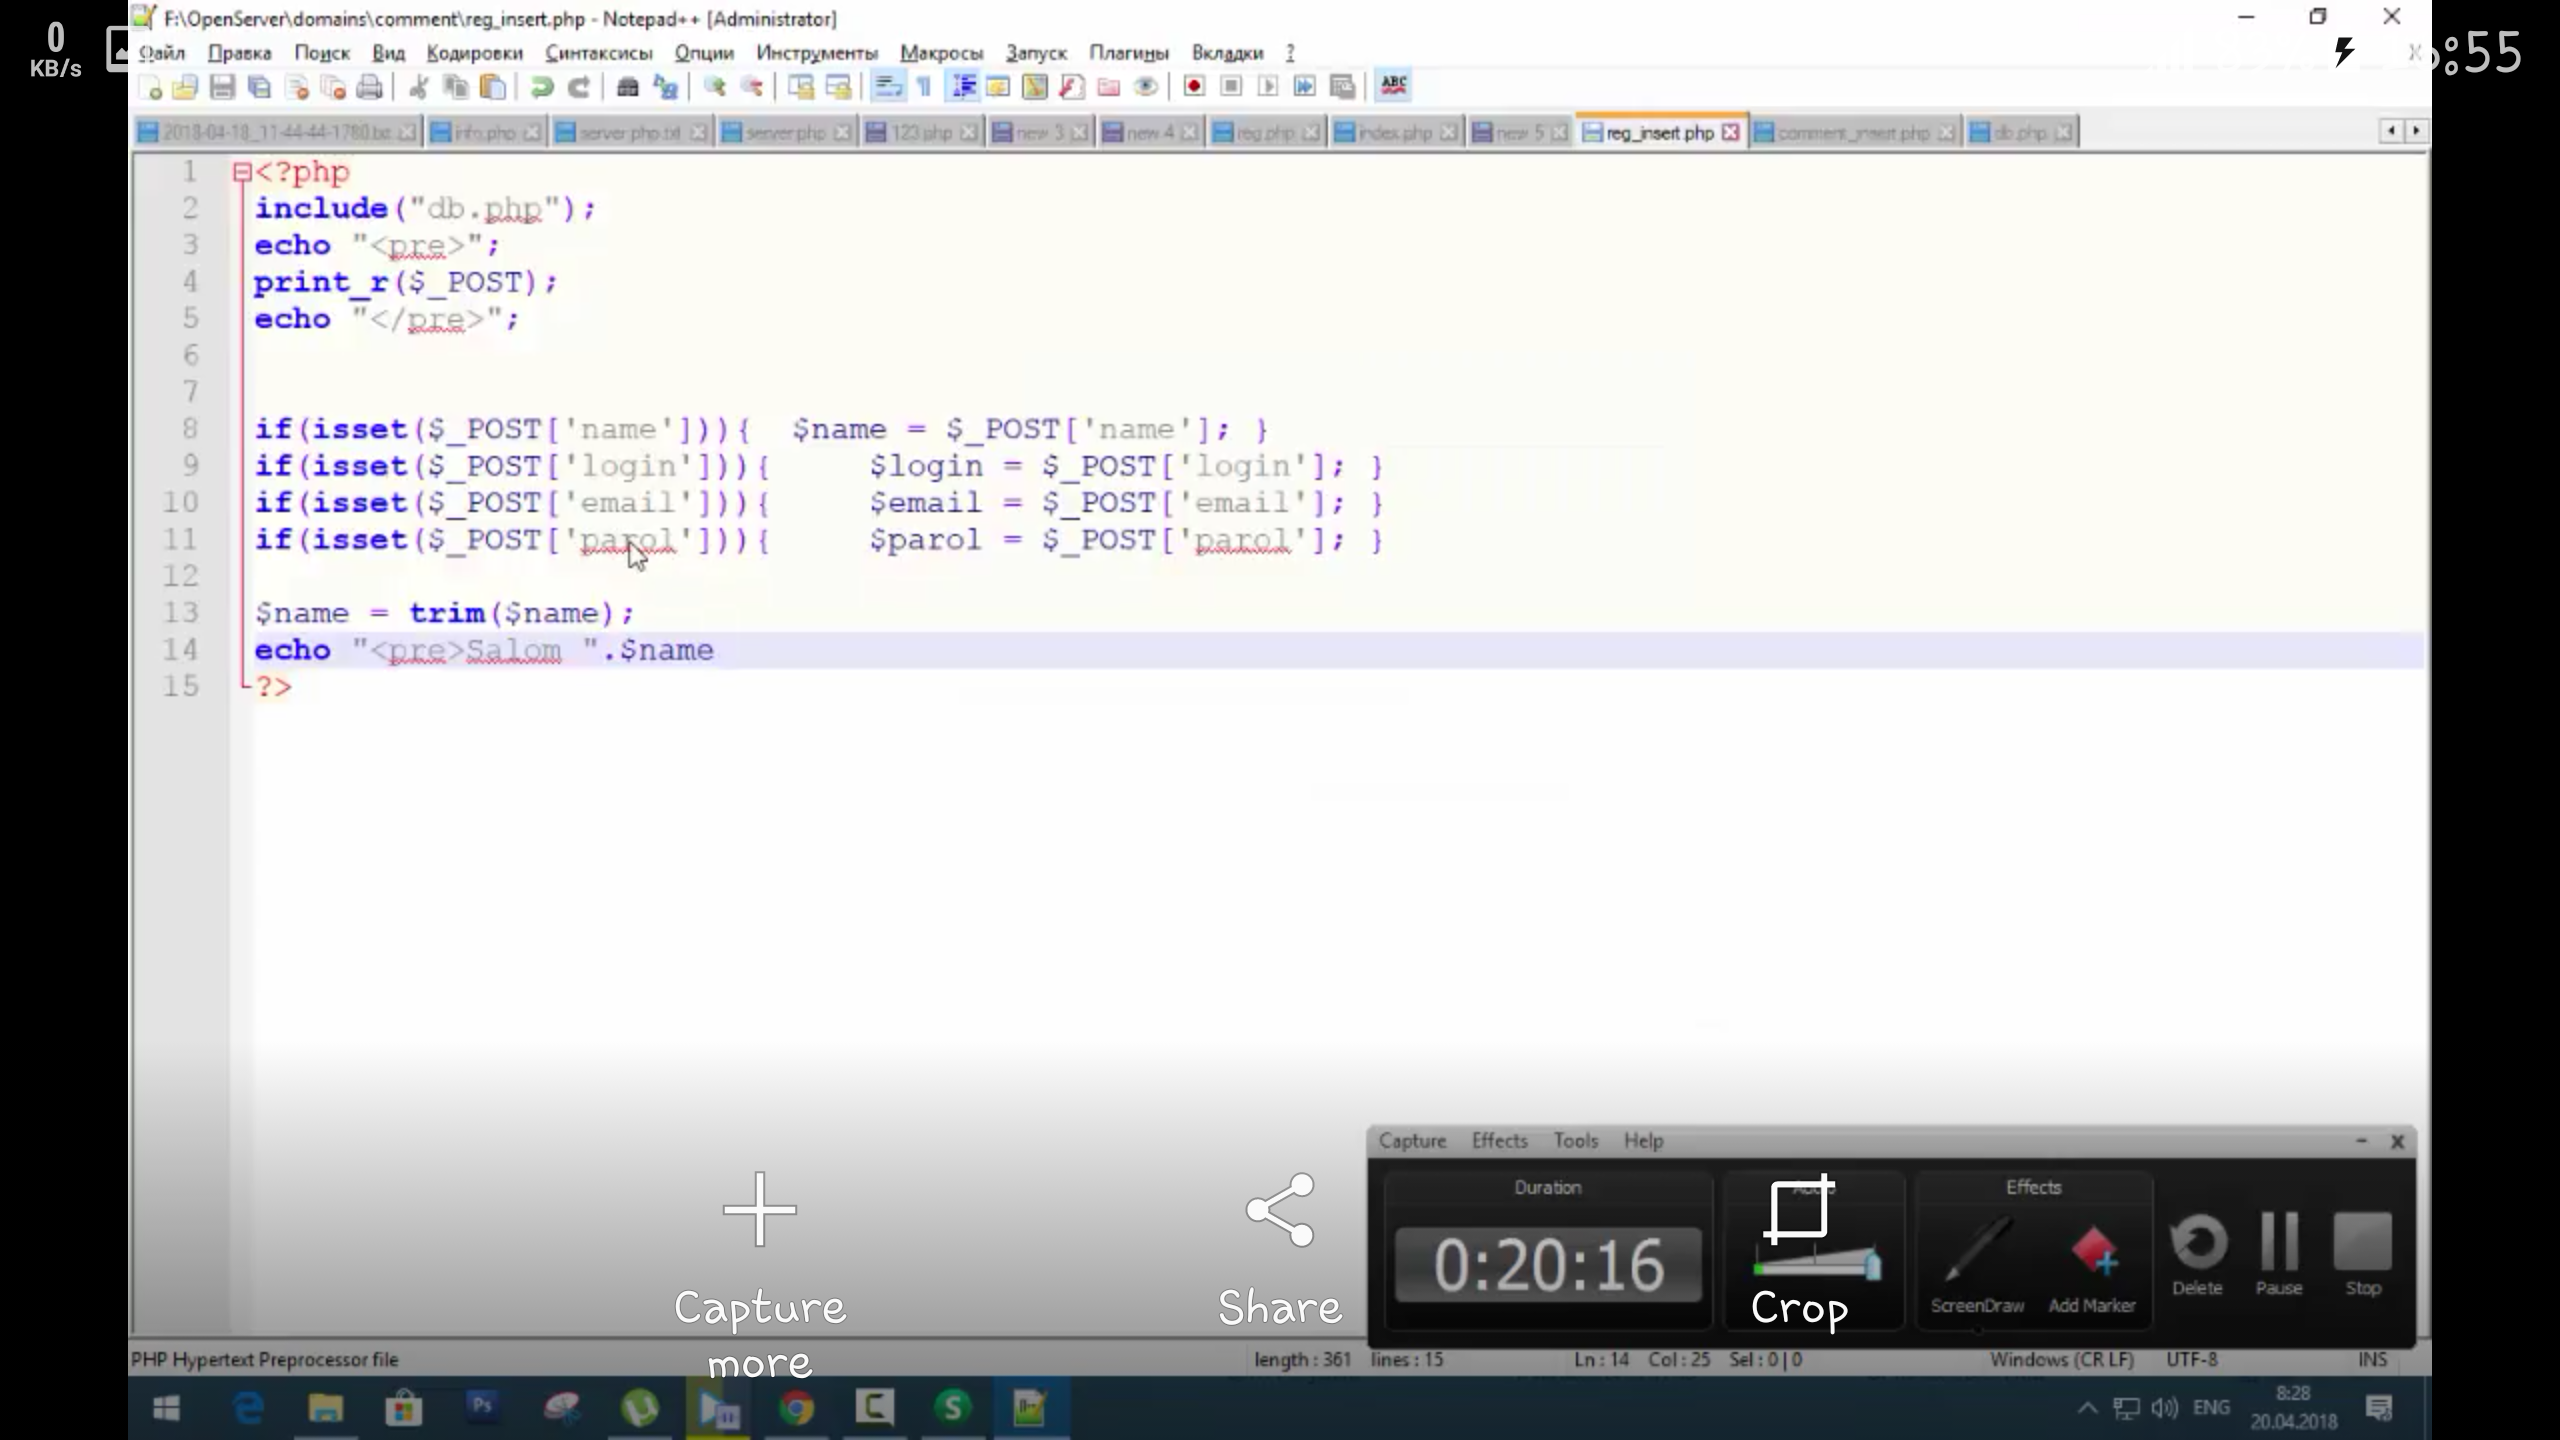 0
KB/s
F:\OpenServer\domains\comment\reg_insert.php - Notepad++ [Administrator]
:55
Файл Правка Поиск Вид Кодировки Синтаксисы Опции Инструменты Макросы Запуск Плагины Вкладки ?
ABC
2018-04-18_11-44-44-1780.txt info.php server.php.txt server.php 123.php new 3 new 4 reg.php index.php new 5 reg_insert.php comment_insert.php db.php
1 <?php
2 include("db.php");
3 echo "<pre>";
4 print_r($_POST);
5 echo "</pre>";
6
7
8 if(isset($_POST['name'])){ $name = $_POST['name']; }
9 if(isset($_POST['login'])){ $login = $_POST['login']; }
10 if(isset($_POST['email'])){ $email = $_POST['email']; }
11 if(isset($_POST['parol'])){ $parol = $_POST['parol']; }
12
13 $name = trim($name);
14 echo "<pre>Salom ".$name
15 ?>
Capture Effects Tools Help
Duration Effects
0:20:16
ScreenDraw Add Marker Delete Pause Stop
Capture more
Share
Crop
PHP Hypertext Preprocessor file length : 361 lines : 15 Ln : 14 Col : 25 Sel : 0 | 0 Windows (CR LF) UTF-8 INS
Ps S ENG 8:28
20.04.2018